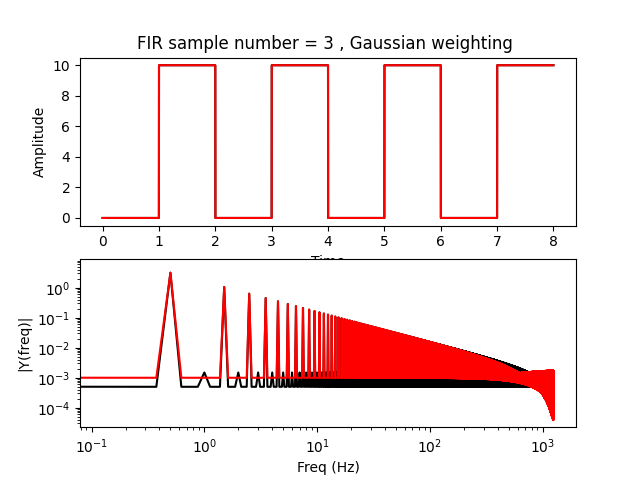 FIR sample number = 3 , Gaussian weighting
10
8
6
4
2
0
Amplitude
0 1 2 3 4 5 6 7 8
Time
10⁰
10⁻¹
10⁻²
10⁻³
10⁻⁴
|Y(freq)|
10⁻¹ 10⁰ 10¹ 10² 10³
Freq (Hz)